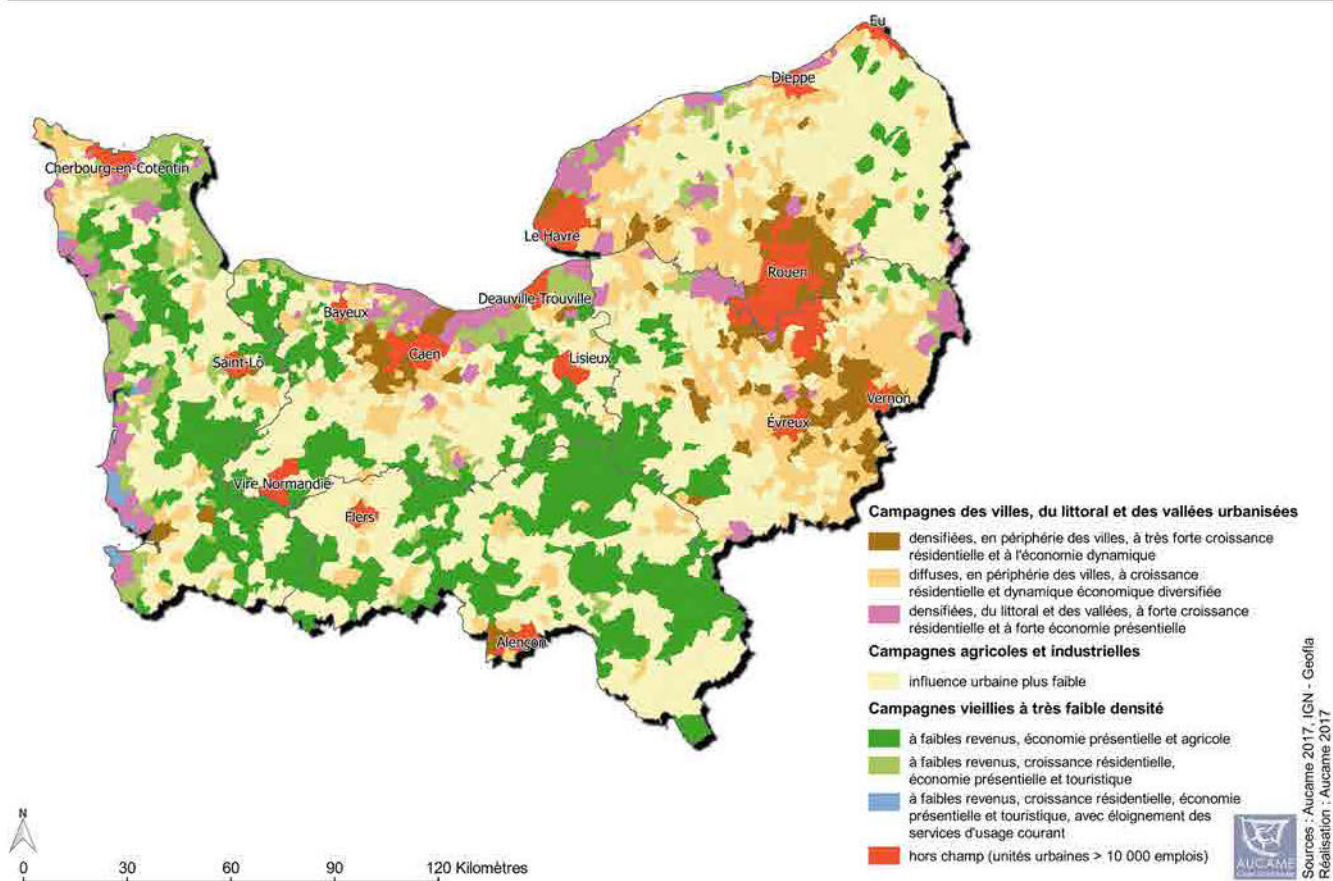 Eu
Dieppe
Cherbourg-en-Cotentin
Le Havre
Rouen
Deauville-Trouville
Bayeux
Caen
Saint-Lô
Lisieux
Vernon
Évreux
Vire Normandie
Flers
Alençon
Campagnes des villes, du littoral et des vallées urbanisées
densifiées, en périphérie des villes, à très forte croissance
résidentielle et à l'économie dynamique
diffuses, en périphérie des villes, à croissance
résidentielle et dynamique économique diversifiée
densifiées, du littoral et des vallées, à forte croissance
résidentielle et à forte économie présentielle
Campagnes agricoles et industrielles
influence urbaine plus faible
Campagnes vieillies à très faible densité
à faibles revenus, économie présentielle et agricole
à faibles revenus, croissance résidentielle,
économie présentielle et touristique
à faibles revenus, croissance résidentielle, économie
présentielle et touristique, avec éloignement des
services d'usage courant
hors champ (unités urbaines > 10 000 emplois)
N
0 30 60 90 120 Kilomètres
AUCAME
Sources : Aucame 2017, IGN - Geofla
Réalisation : Aucame 2017